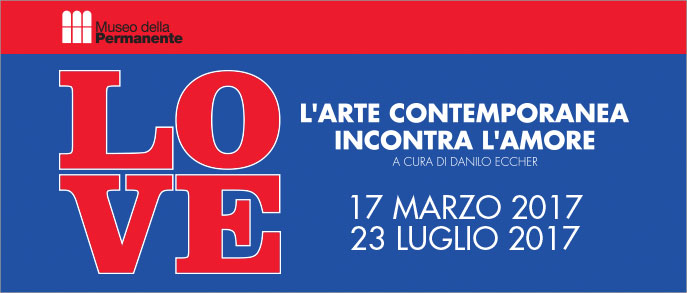 Museo della
Permanente
LO
VE
L'ARTE CONTEMPORANEA
INCONTRA L'AMORE
A CURA DI DANILO ECCHER
17 MARZO 2017
23 LUGLIO 2017